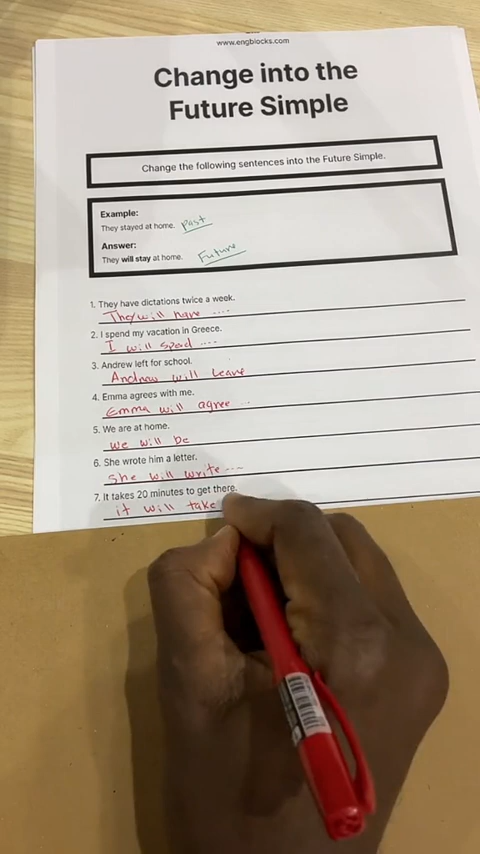 www.engblocks.com
Change into the
Future Simple
Change the following sentences into the Future Simple.
Example:
They stayed at home. past
Answer:
They will stay at home. Future
1. They have dictations twice a week.
They will have ....
2. I spend my vacation in Greece.
I will spend ....
3. Andrew left for school.
Andrew will leave
4. Emma agrees with me.
Emma will agree .
5. We are at home.
we will be
6. She wrote him a letter.
she will write ...
7. It takes 20 minutes to get there.
it will take